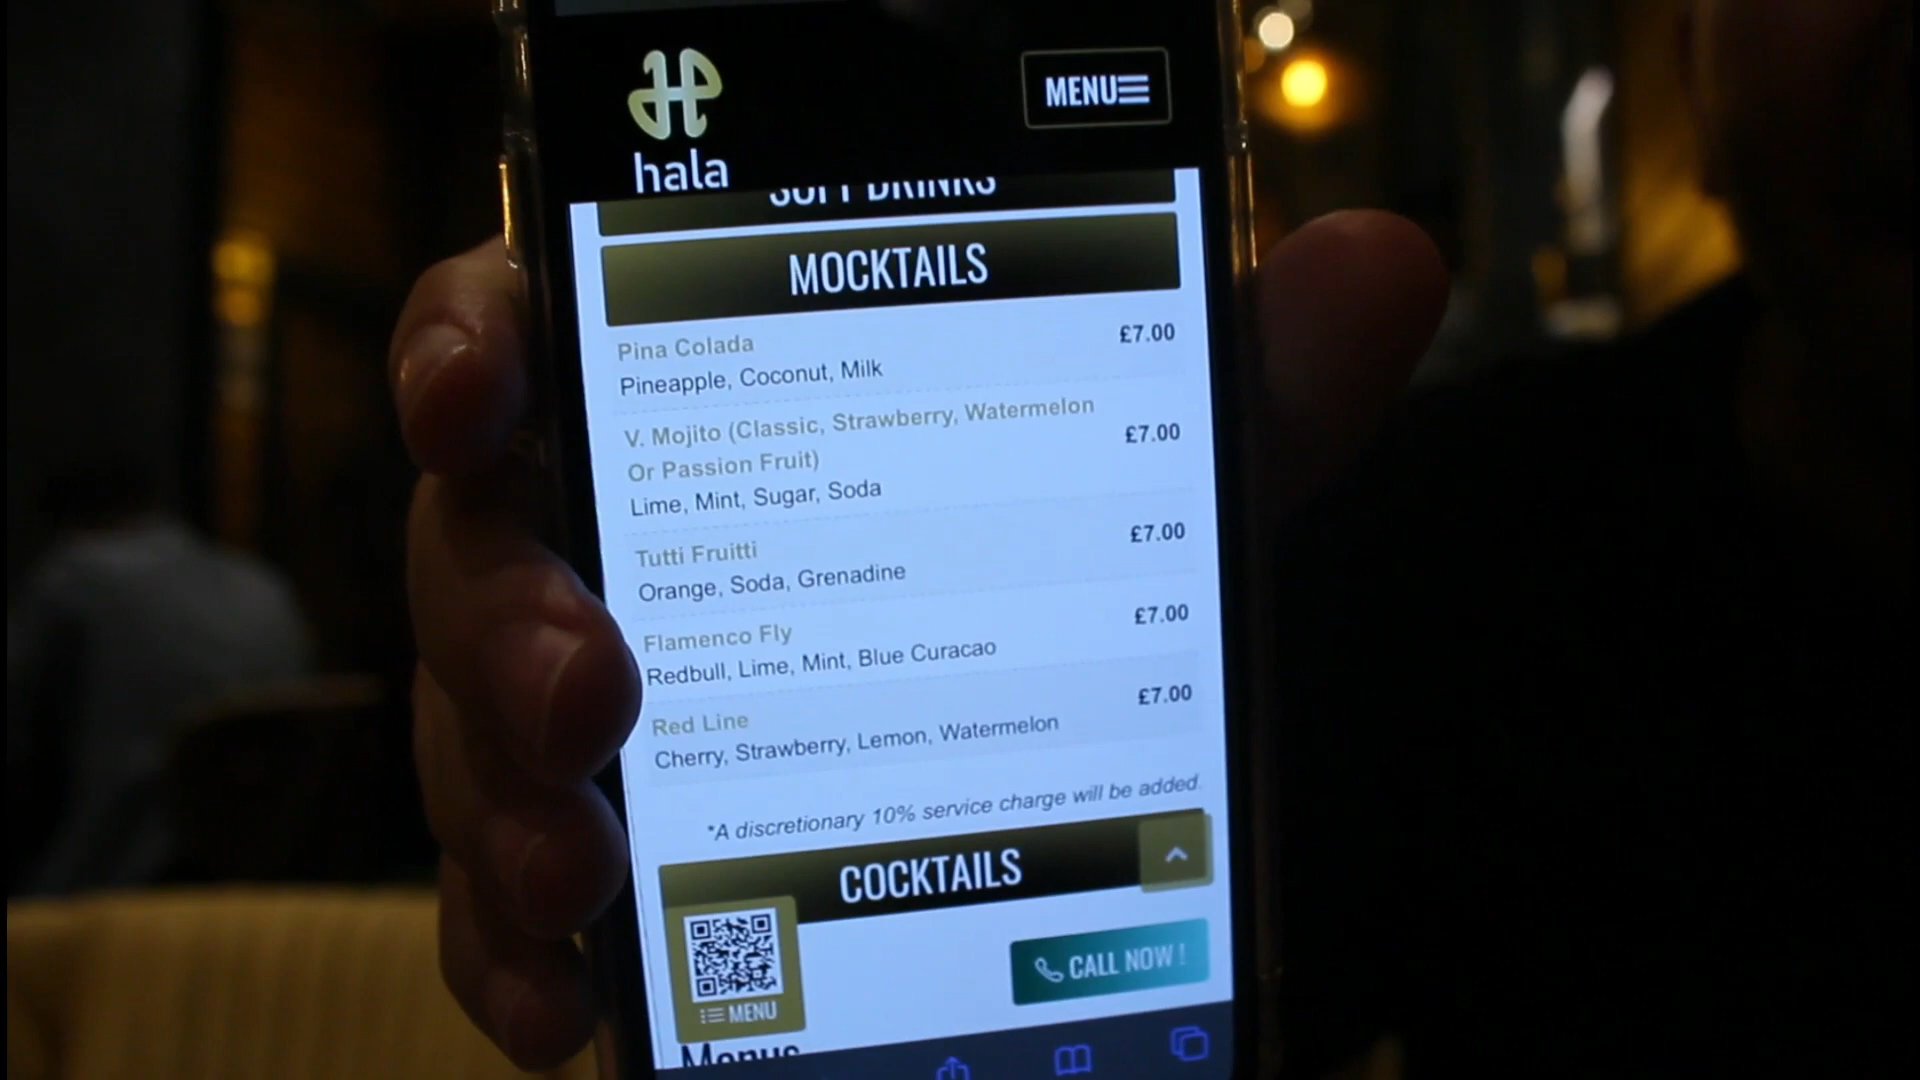 hala
MENU
SOFT DRINKS
MOCKTAILS
Pina Colada £7.00
Pineapple, Coconut, Milk
V. Mojito (Classic, Strawberry, Watermelon
Or Passion Fruit) £7.00
Lime, Mint, Sugar, Soda
Tutti Fruitti £7.00
Orange, Soda, Grenadine
Flamenco Fly £7.00
Redbull, Lime, Mint, Blue Curacao
Red Line £7.00
Cherry, Strawberry, Lemon, Watermelon
*A discretionary 10% service charge will be added.
COCKTAILS
CALL NOW !
MENU
Menus